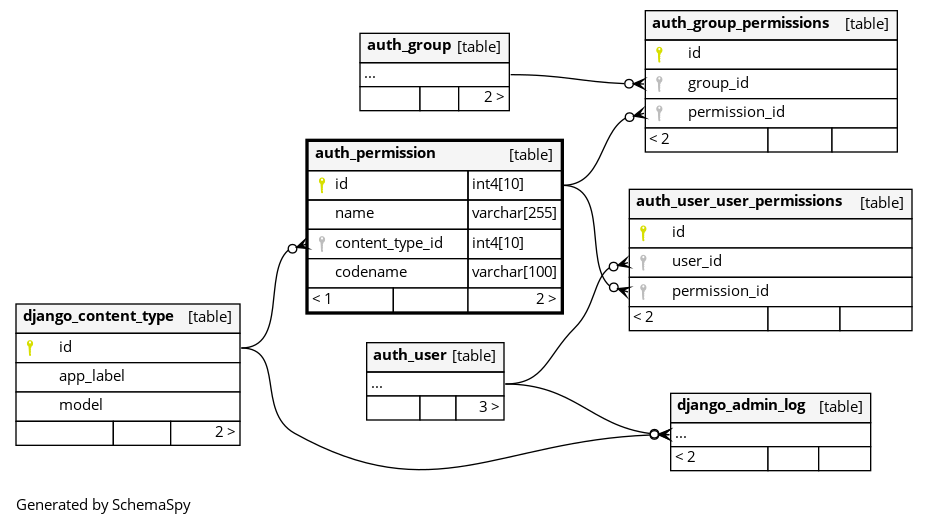 auth_group [table]
...
2 >
auth_group_permissions [table]
id
group_id
permission_id
< 2
auth_permission [table]
id int4[10]
name varchar[255]
content_type_id int4[10]
codename varchar[100]
< 1 2 >
auth_user_user_permissions [table]
id
user_id
permission_id
< 2
django_content_type [table]
id
app_label
model
2 >
auth_user [table]
...
3 >
django_admin_log [table]
...
< 2
Generated by SchemaSpy